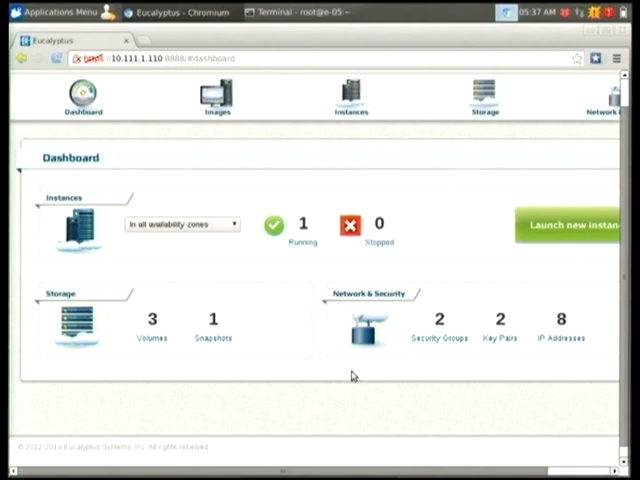 Applications Menu
Eucalyptus - Chromium
Terminal - root@e-05:~
05:37 AM
Eucalyptus
//10.111.1.110:8888/#dashboard
Dashboard
Images
Instances
Storage
Network &
Dashboard
Instances
In all availability zones
1
Running
0
Stopped
Launch new instan
Storage
3
Volumes
1
Snapshots
Network & Security
2
Security Groups
2
Key Pairs
8
IP Addresses
© 2012-2013 Eucalyptus Systems, Inc. All rights reserved.